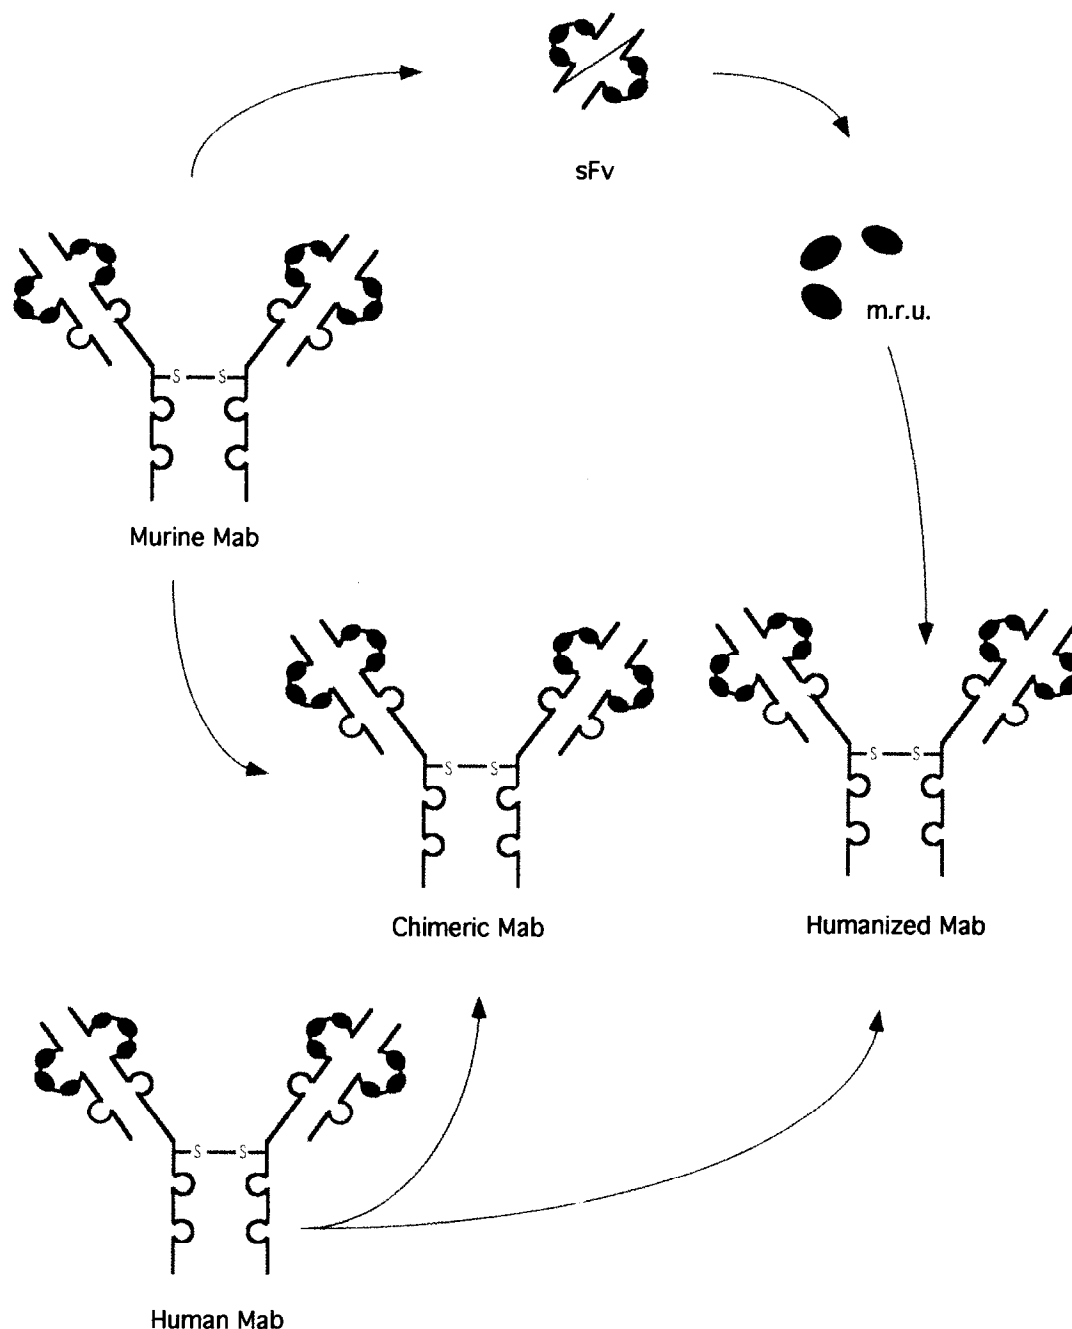 sFv
m.r.u.
S S
Murine Mab
S S
S S
Chimeric Mab
Humanized Mab
S S
Human Mab